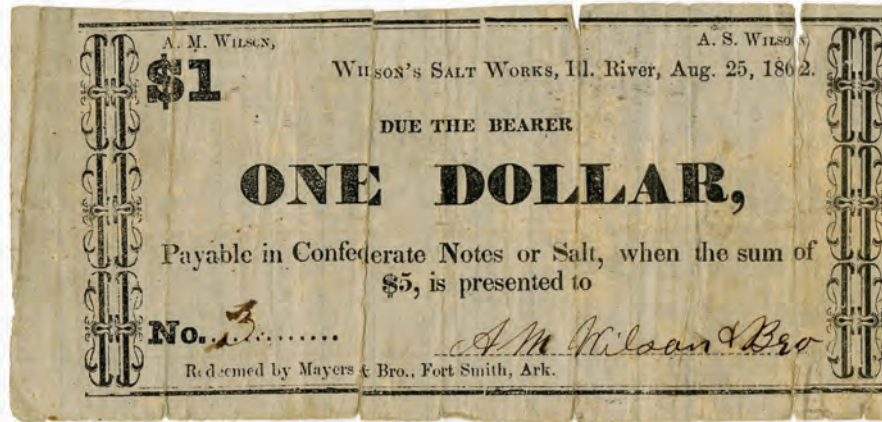 A. M. Wilson, A. S. Wilson,
$1 Wilson's Salt Works, Ill. River, Aug. 25, 1862.
DUE THE BEARER
ONE DOLLAR,
Payable in Confederate Notes or Salt, when the sum of
$5, is presented to
No. 3 A M Wilson & Bro
Redeemed by Mayers & Bro., Fort Smith, Ark.